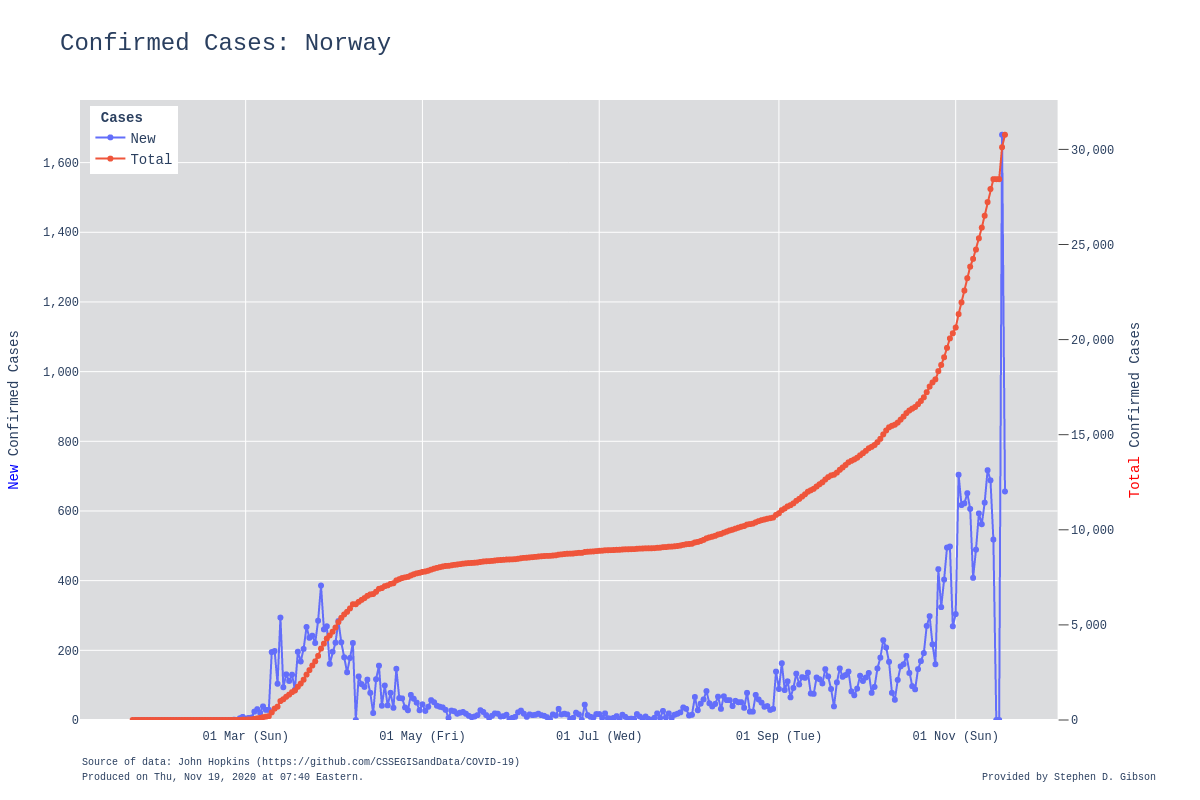 Confirmed Cases: Norway
Cases
New
Total
1,600
1,400
1,200
1,000
800
600
400
200
0
New Confirmed Cases
30,000
25,000
20,000
15,000
10,000
5,000
0
Total Confirmed Cases
01 Mar (Sun)
01 May (Fri)
01 Jul (Wed)
01 Sep (Tue)
01 Nov (Sun)
Source of data: John Hopkins (https://github.com/CSSEGISandData/COVID-19)
Produced on Thu, Nov 19, 2020 at 07:40 Eastern.
Provided by Stephen D. Gibson